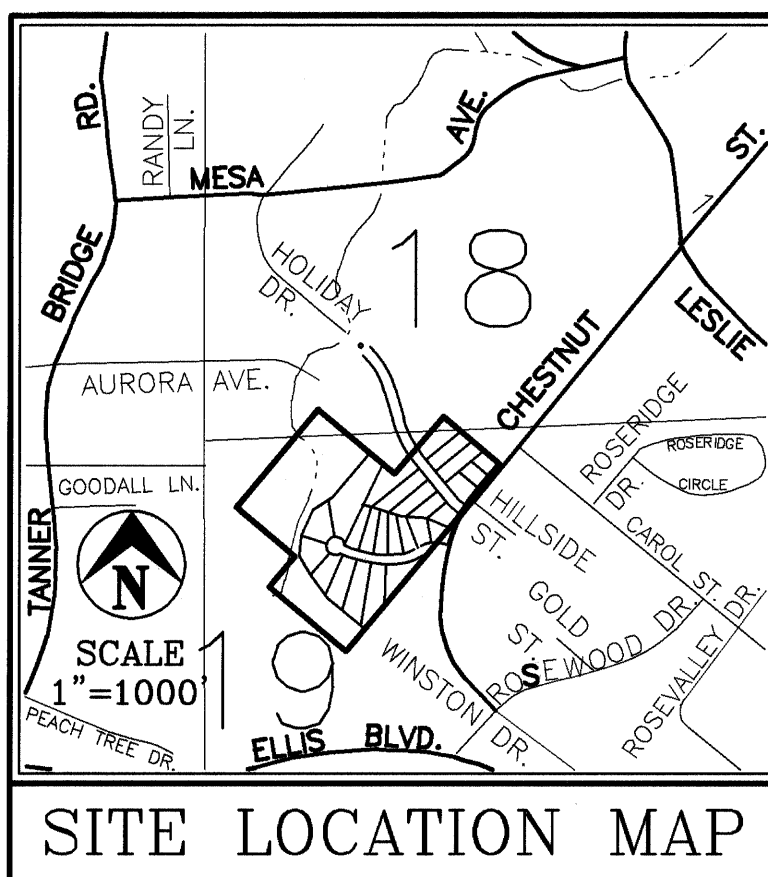 RD.
RANDY
LN.
MESA
AVE.
ST.
1
BRIDGE
HOLIDAY
DR.
18
LESLIE
CHESTNUT
AURORA AVE.
ROSERIDGE
DR.
ROSERIDGE
CIRCLE
GOODALL LN.
HILLSIDE
ST.
CAROL ST.
TANNER
N
GOLD
ST.
ROSEWOOD DR.
S
DR.
ROSEVALLEY
SCALE
1"=1000'
19
WINSTON
DR.
PEACH TREE DR.
ELLIS BLVD.
SITE LOCATION MAP